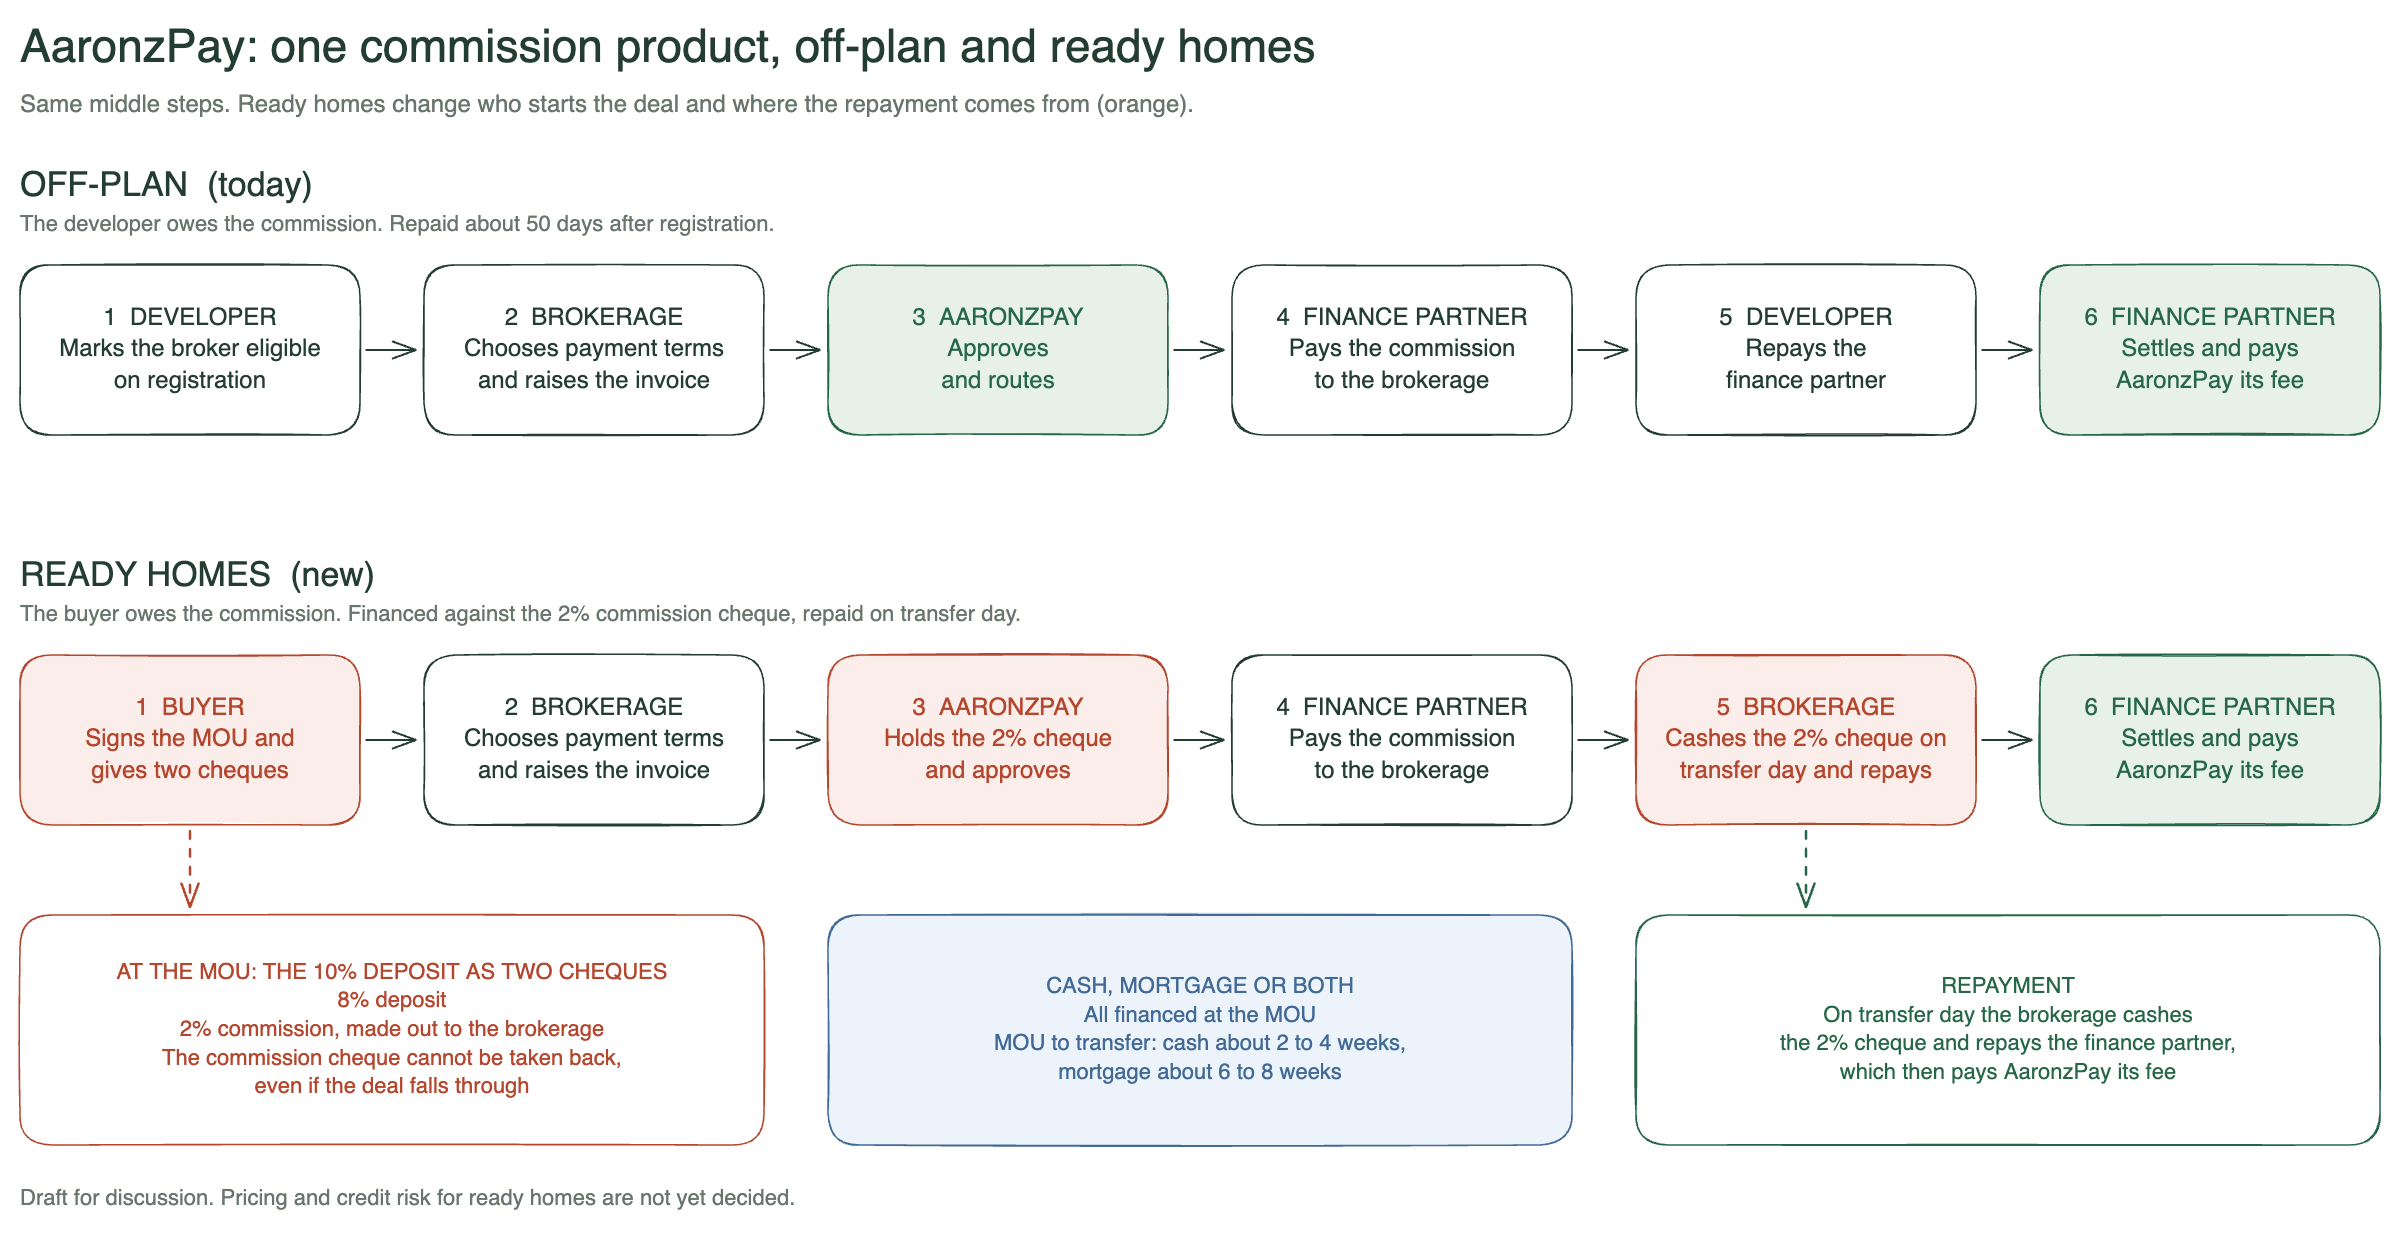 AaronzPay: one commission product, off-plan and ready homes
Same middle steps. Ready homes change who starts the deal and where the repayment comes from (orange).
OFF-PLAN (today)
The developer owes the commission. Repaid about 50 days after registration.
1 DEVELOPER
Marks the broker eligible
on registration
2 BROKERAGE
Chooses payment terms
and raises the invoice
3 AARONZPAY
Approves
and routes
4 FINANCE PARTNER
Pays the commission
to the brokerage
5 DEVELOPER
Repays the
finance partner
6 FINANCE PARTNER
Settles and pays
AaronzPay its fee
READY HOMES (new)
The buyer owes the commission. Financed against the 2% commission cheque, repaid on transfer day.
1 BUYER
Signs the MOU and
gives two cheques
2 BROKERAGE
Chooses payment terms
and raises the invoice
3 AARONZPAY
Holds the 2% cheque
and approves
4 FINANCE PARTNER
Pays the commission
to the brokerage
5 BROKERAGE
Cashes the 2% cheque on
transfer day and repays
6 FINANCE PARTNER
Settles and pays
AaronzPay its fee
AT THE MOU: THE 10% DEPOSIT AS TWO CHEQUES
8% deposit
2% commission, made out to the brokerage
The commission cheque cannot be taken back,
even if the deal falls through
CASH, MORTGAGE OR BOTH
All financed at the MOU
MOU to transfer: cash about 2 to 4 weeks,
mortgage about 6 to 8 weeks
REPAYMENT
On transfer day the brokerage cashes
the 2% cheque and repays the finance partner,
which then pays AaronzPay its fee
Draft for discussion. Pricing and credit risk for ready homes are not yet decided.